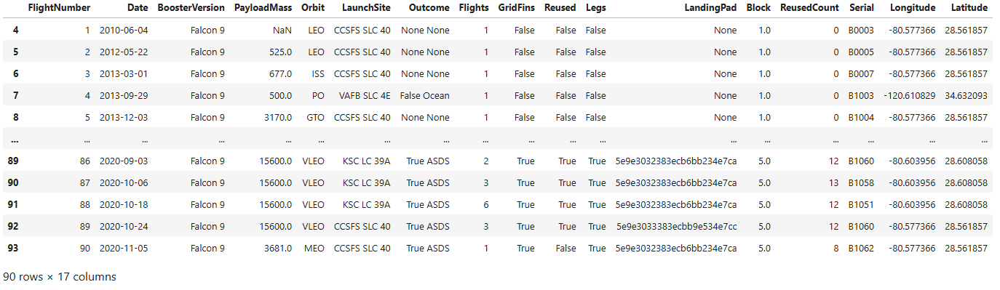 FlightNumber Date BoosterVersion PayloadMass Orbit LaunchSite Outcome Flights GridFins Reused Legs LandingPad Block ReusedCount Serial Longitude Latitude
4 1 2010-06-04 Falcon 9 NaN LEO CCSFS SLC 40 None None 1 False False False None 1.0 0 B0003 -80.577366 28.561857
5 2 2012-05-22 Falcon 9 525.0 LEO CCSFS SLC 40 None None 1 False False False None 1.0 0 B0005 -80.577366 28.561857
6 3 2013-03-01 Falcon 9 677.0 ISS CCSFS SLC 40 None None 1 False False False None 1.0 0 B0007 -80.577366 28.561857
7 4 2013-09-29 Falcon 9 500.0 PO VAFB SLC 4E False Ocean 1 False False False None 1.0 0 B1003 -120.610829 34.632093
8 5 2013-12-03 Falcon 9 3170.0 GTO CCSFS SLC 40 None None 1 False False False None 1.0 0 B1004 -80.577366 28.561857
... ... ... ... ... ... ... ... ... ... ... ... ... ... ... ... ... ...
89 86 2020-09-03 Falcon 9 15600.0 VLEO KSC LC 39A True ASDS 2 True True True 5e9e3032383ecb6bb234e7ca 5.0 12 B1060 -80.603956 28.608058
90 87 2020-10-06 Falcon 9 15600.0 VLEO KSC LC 39A True ASDS 3 True True True 5e9e3032383ecb6bb234e7ca 5.0 13 B1058 -80.603956 28.608058
91 88 2020-10-18 Falcon 9 15600.0 VLEO KSC LC 39A True ASDS 6 True True True 5e9e3032383ecb6bb234e7ca 5.0 12 B1051 -80.603956 28.608058
92 89 2020-10-24 Falcon 9 15600.0 VLEO CCSFS SLC 40 True ASDS 3 True True True 5e9e3033383ecbb9e534e7cc 5.0 12 B1060 -80.577366 28.561857
93 90 2020-11-05 Falcon 9 3681.0 MEO CCSFS SLC 40 True ASDS 1 True False True 5e9e3032383ecb6bb234e7ca 5.0 8 B1062 -80.577366 28.561857
90 rows × 17 columns